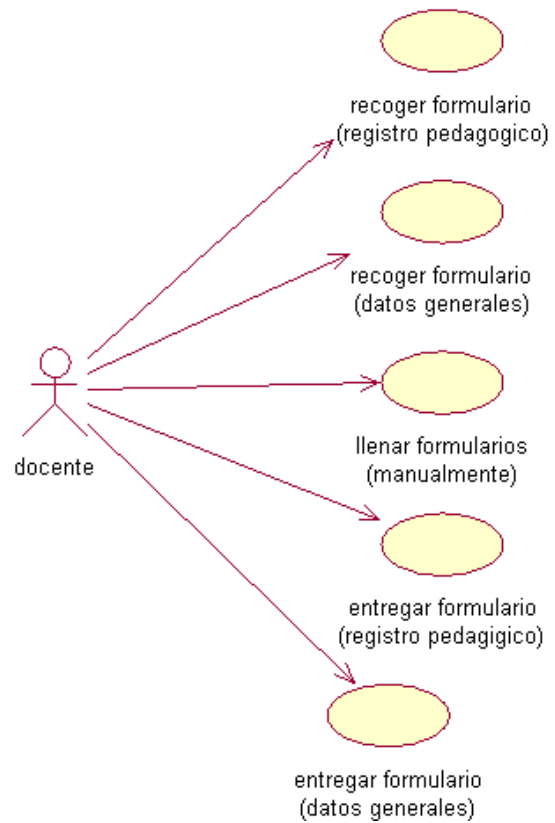 recoger formulario
(registro pedagogico)
recoger formulario
(datos generales)
llenar formularios
(manualmente)
docente
entregar formulario
(registro pedagigico)
entregar formulario
(datos generales)